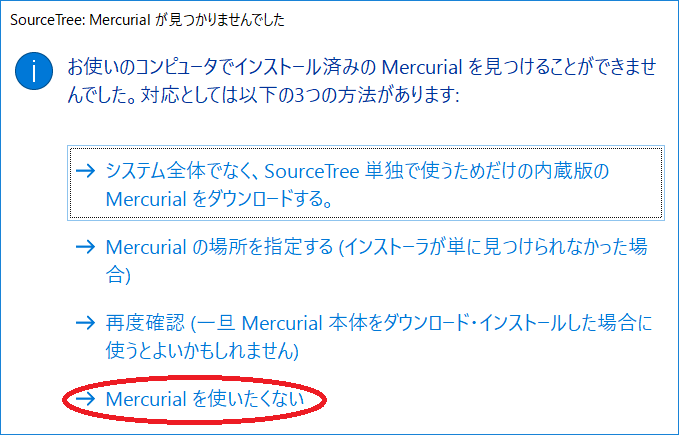 SourceTree: Mercurial が見つかりませんでした
お使いのコンピュータでインストール済みの Mercurial を見つけることができませ
んでした。対応としては以下の3つの方法があります:
システム全体でなく、SourceTree 単独で使うためだけの内蔵版の
Mercurial をダウンロードする。
Mercurial の場所を指定する (インストーラが単に見つけられなかった場
合)
再度確認 (一旦 Mercurial 本体をダウンロード・インストールした場合に
使うとよいかもしれません)
Mercurial を使いたくない